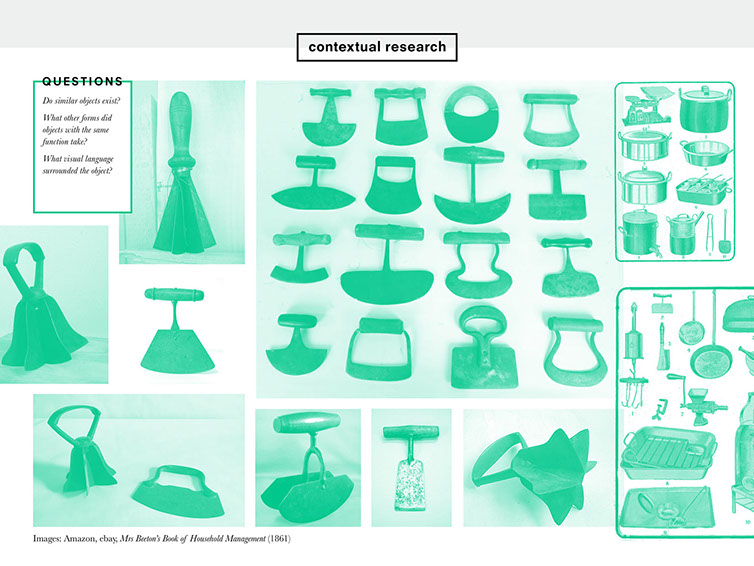 contextual research
QUESTIONS
Do similar objects exist?
What other forms did
objects with the same
function take?
What visual language
surrounded the object?
Images: Amazon, ebay, Mrs Beeton's Book of Household Management (1861)